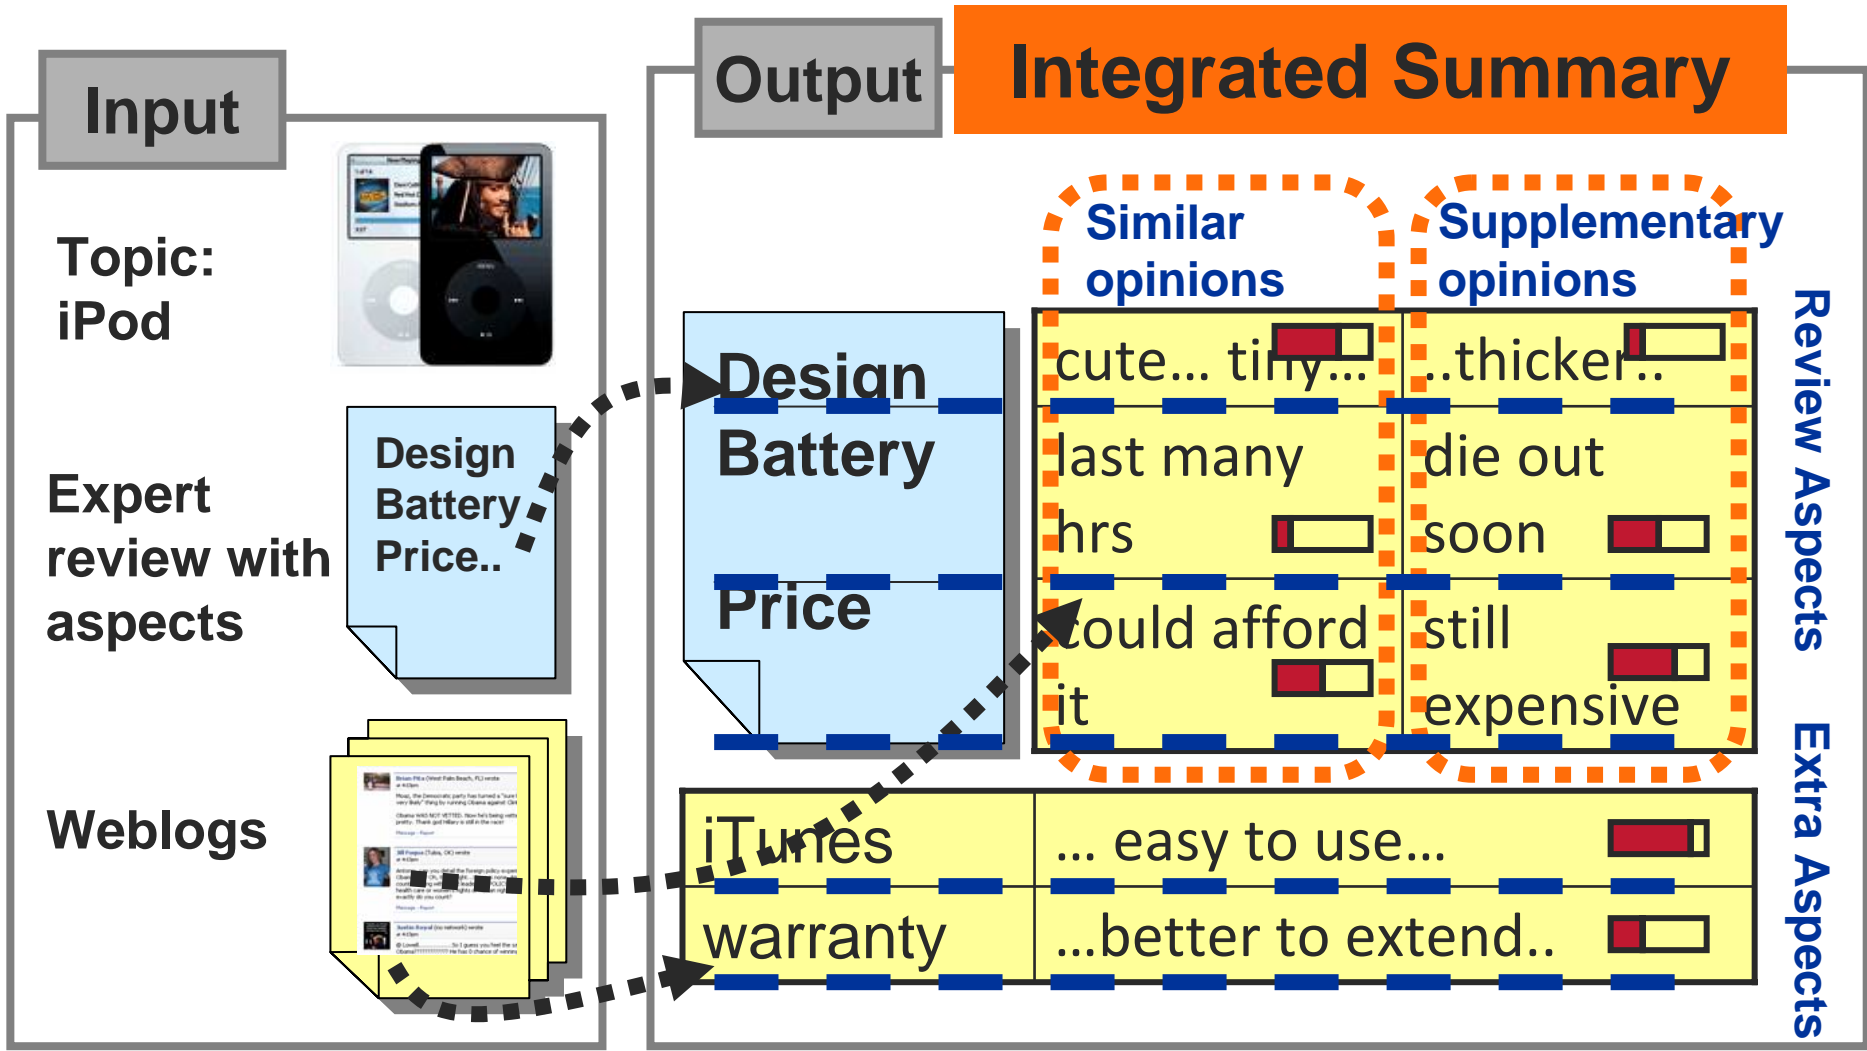 Input
Topic:
iPod
Expert
review with
aspects
Design
Battery
Price..
Weblogs
Output
Integrated Summary
Similar
opinions
Supplementary
opinions
Design
cute... tiny...
..thicker..
Battery
last many
hrs
die out
soon
Price
could afford
it
still
expensive
Review Aspects
iTunes
... easy to use...
warranty
...better to extend..
Extra Aspects